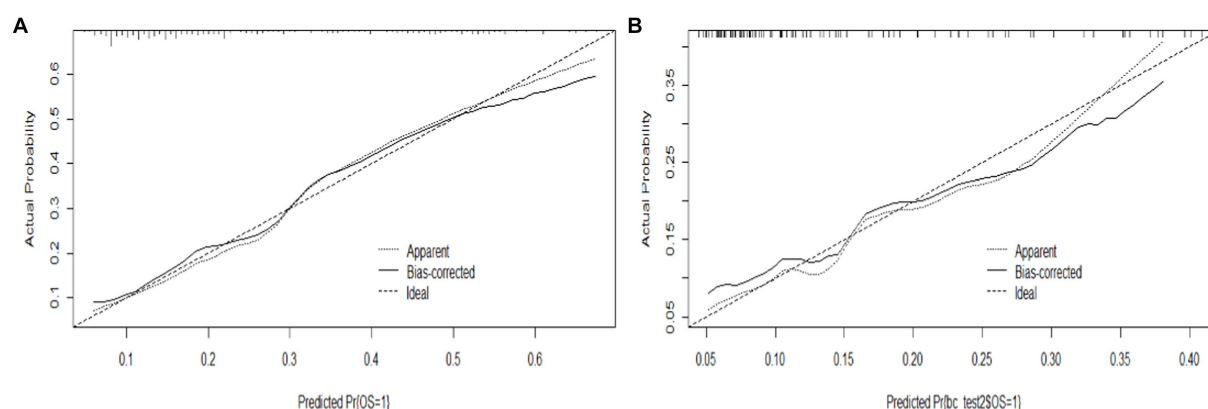 A
Actual Probability
0.6
0.5
0.4
0.3
0.2
0.1
Apparent
Bias-corrected
Ideal
0.1 0.2 0.3 0.4 0.5 0.6
Predicted Pr{OS=1}
B
Actual Probability
0.35
0.25
0.15
0.05
Apparent
Bias-corrected
Ideal
0.05 0.10 0.15 0.20 0.25 0.30 0.35 0.40
Predicted Pr{bc_test2$OS=1}